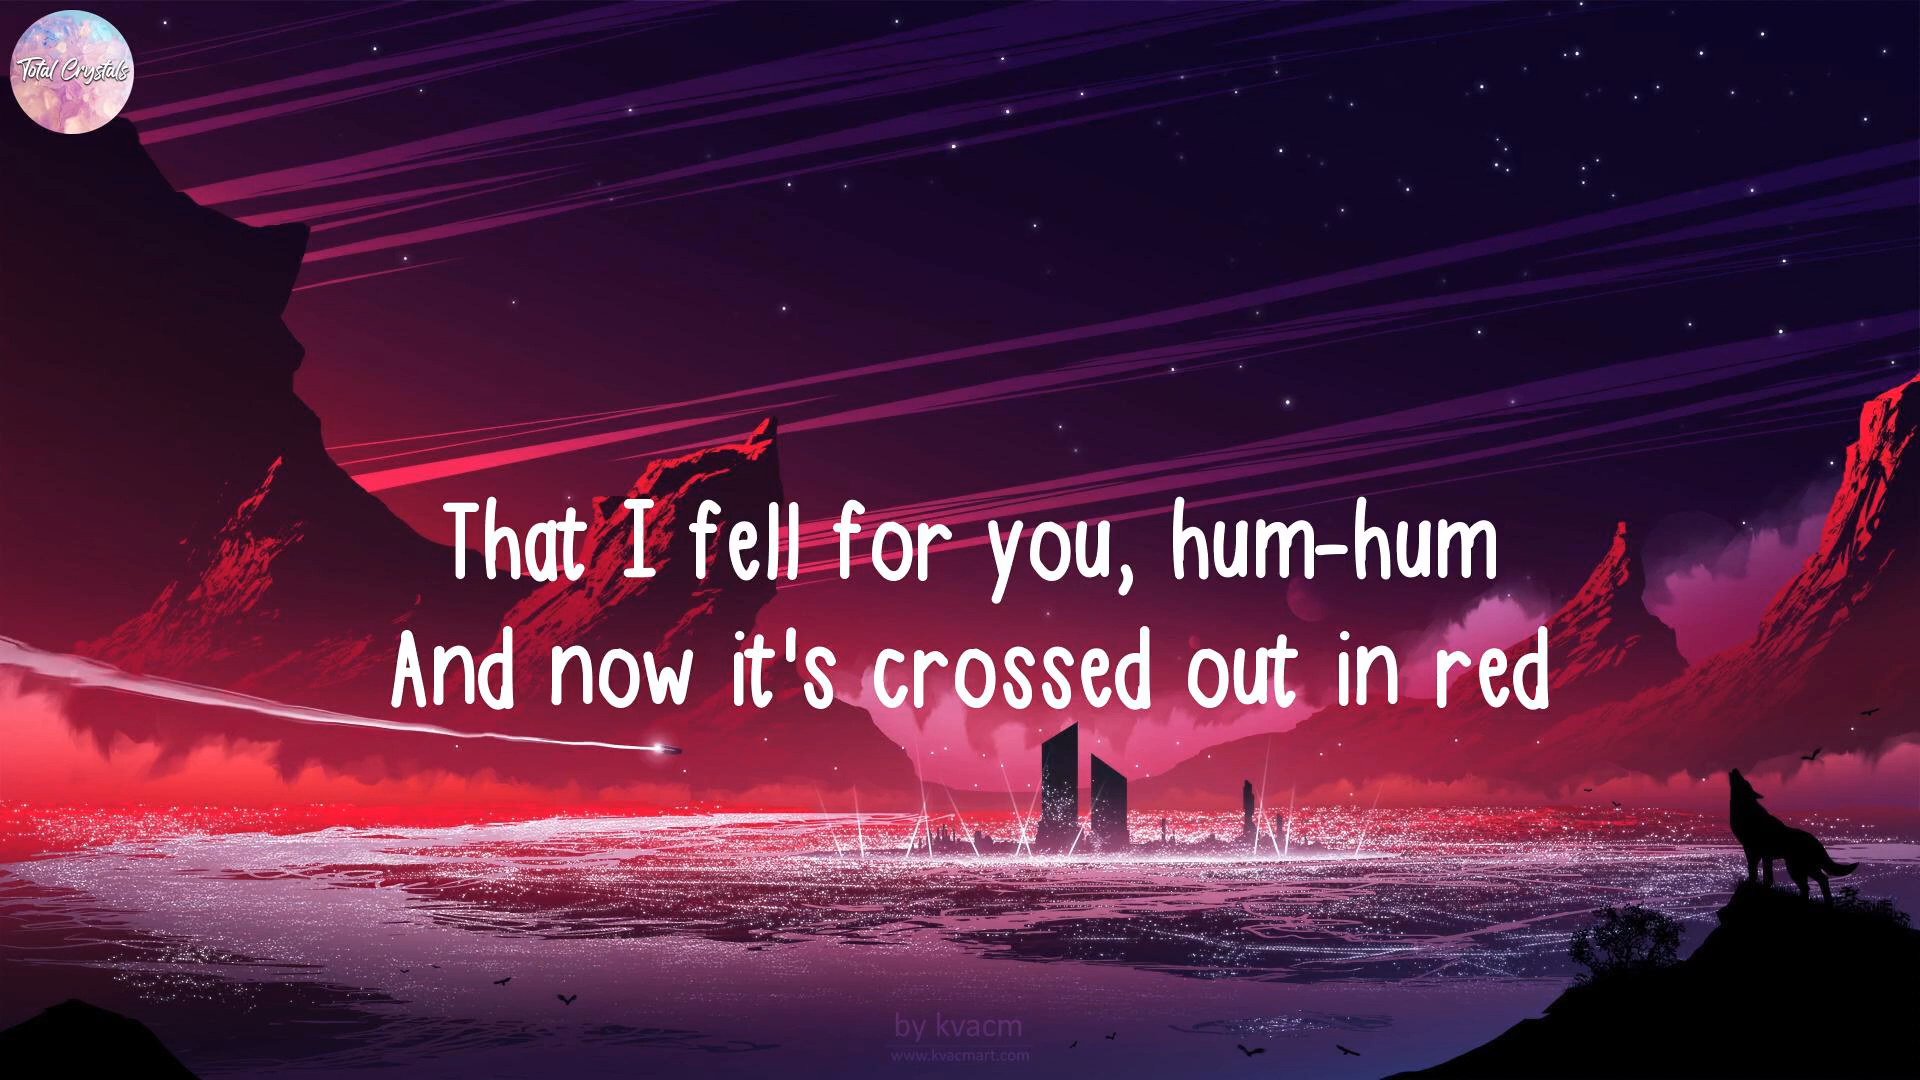 Total Crystals
That I fell for you, hum-hum
And now it's crossed out in red
by kvacm
www.kvacmart.com